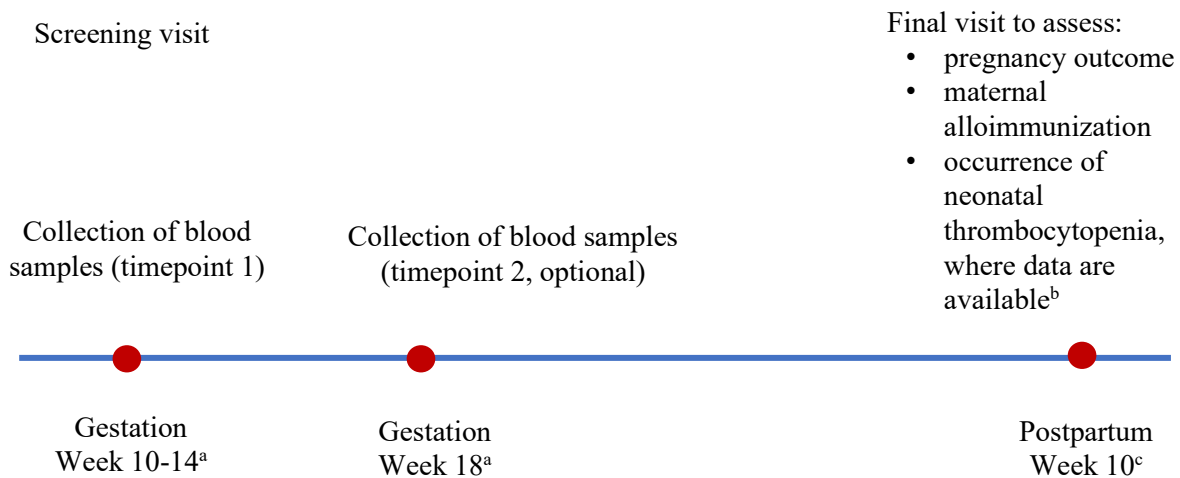 Screening visit
Final visit to assess:
• pregnancy outcome
• maternal
alloimmunization
• occurrence of
neonatal
thrombocytopenia,
where data are
availableᵇ
Collection of blood
samples (timepoint 1)
Collection of blood samples
(timepoint 2, optional)
Gestation
Week 10-14ᵃ
Gestation
Week 18ᵃ
Postpartum
Week 10ᶜ